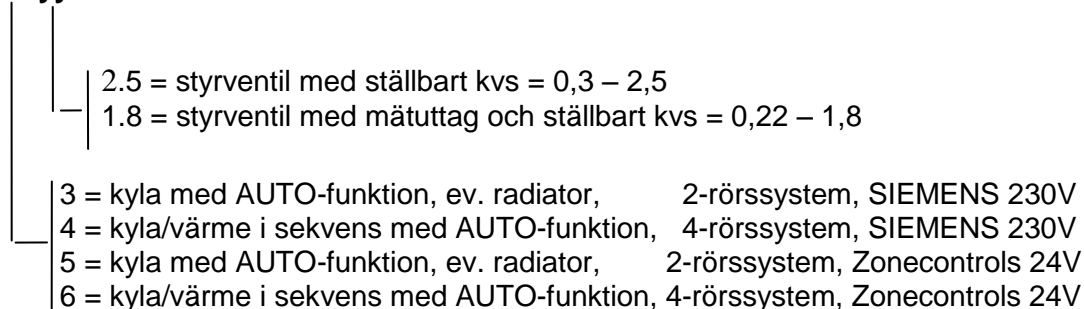 2.5 = styrventil med ställbart kvs = 0,3 – 2,5
1.8 = styrventil med mätuttag och ställbart kvs = 0,22 – 1,8
3 = kyla med AUTO-funktion, ev. radiator, 2-rörssystem, SIEMENS 230V
4 = kyla/värme i sekvens med AUTO-funktion, 4-rörssystem, SIEMENS 230V
5 = kyla med AUTO-funktion, ev. radiator, 2-rörssystem, Zonecontrols 24V
6 = kyla/värme i sekvens med AUTO-funktion, 4-rörssystem, Zonecontrols 24V